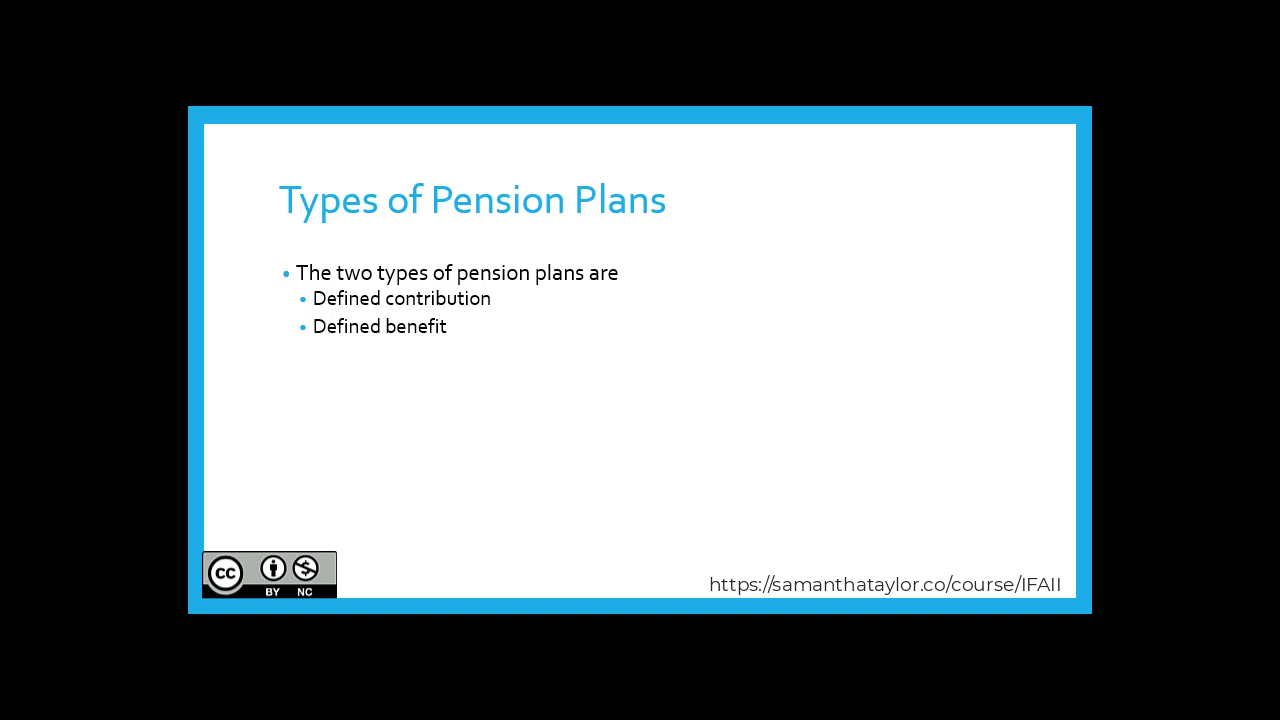 Types of Pension Plans
• The two types of pension plans are
• Defined contribution
• Defined benefit
cc
BY NC
https://samanthataylor.co/course/IFAII